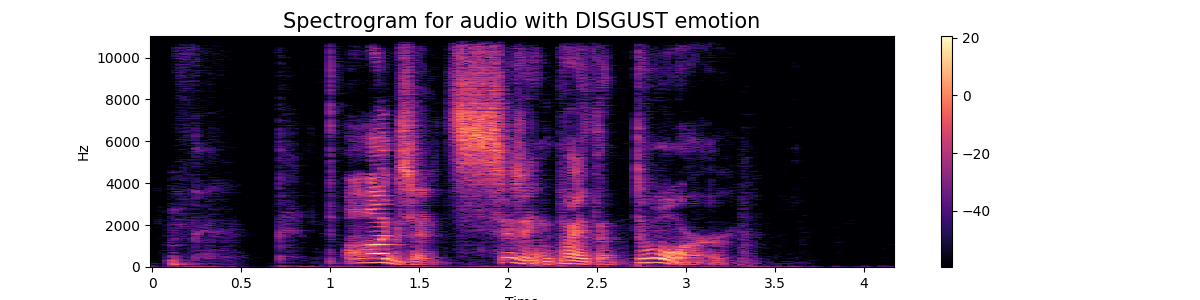 Spectrogram for audio with DISGUST emotion
10000
8000
6000
4000
2000
0
Hz
0 0.5 1 1.5 2 2.5 3 3.5 4
Time
20
0
−20
−40